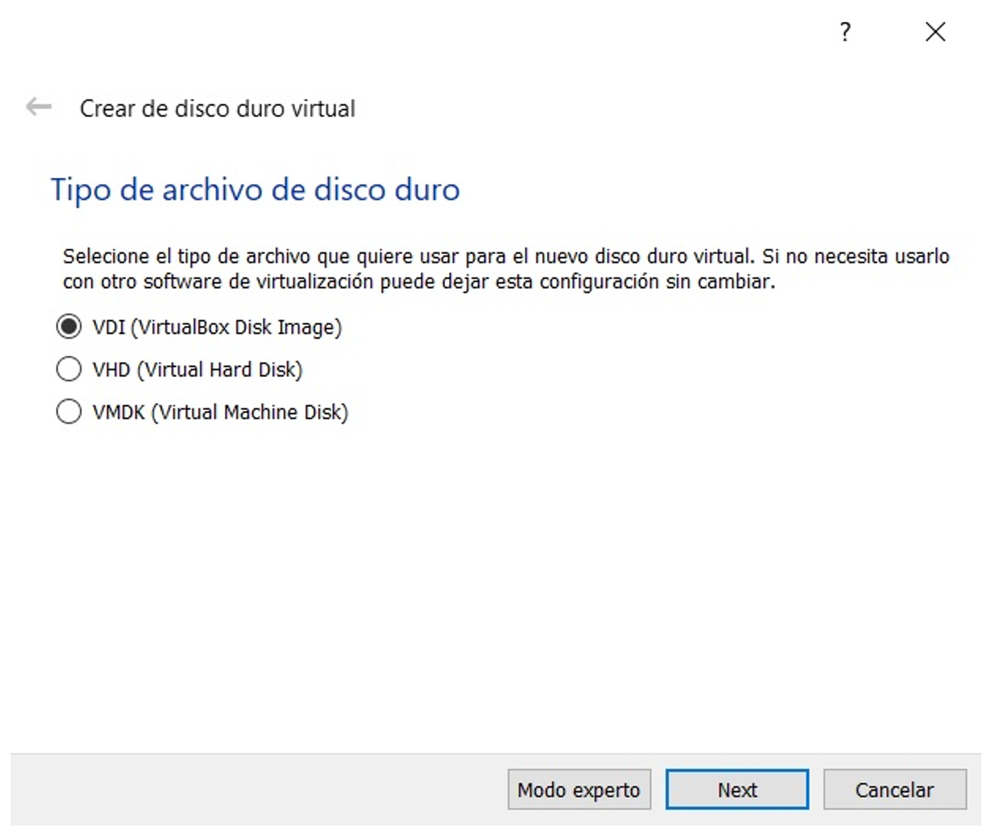 ?
Crear de disco duro virtual
Tipo de archivo de disco duro
Selecione el tipo de archivo que quiere usar para el nuevo disco duro virtual. Si no necesita usarlo
con otro software de virtualización puede dejar esta configuración sin cambiar.
VDI (VirtualBox Disk Image)
VHD (Virtual Hard Disk)
VMDK (Virtual Machine Disk)
Modo experto Next Cancelar